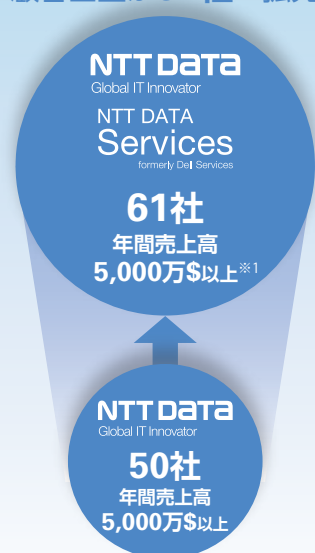 NTT DATA
Global IT Innovator
NTT DATA
Services
formerly Dell Services
61社
年間売上高
5,000万$以上※1
NTT DATA
Global IT Innovator
50社
年間売上高
5,000万$以上